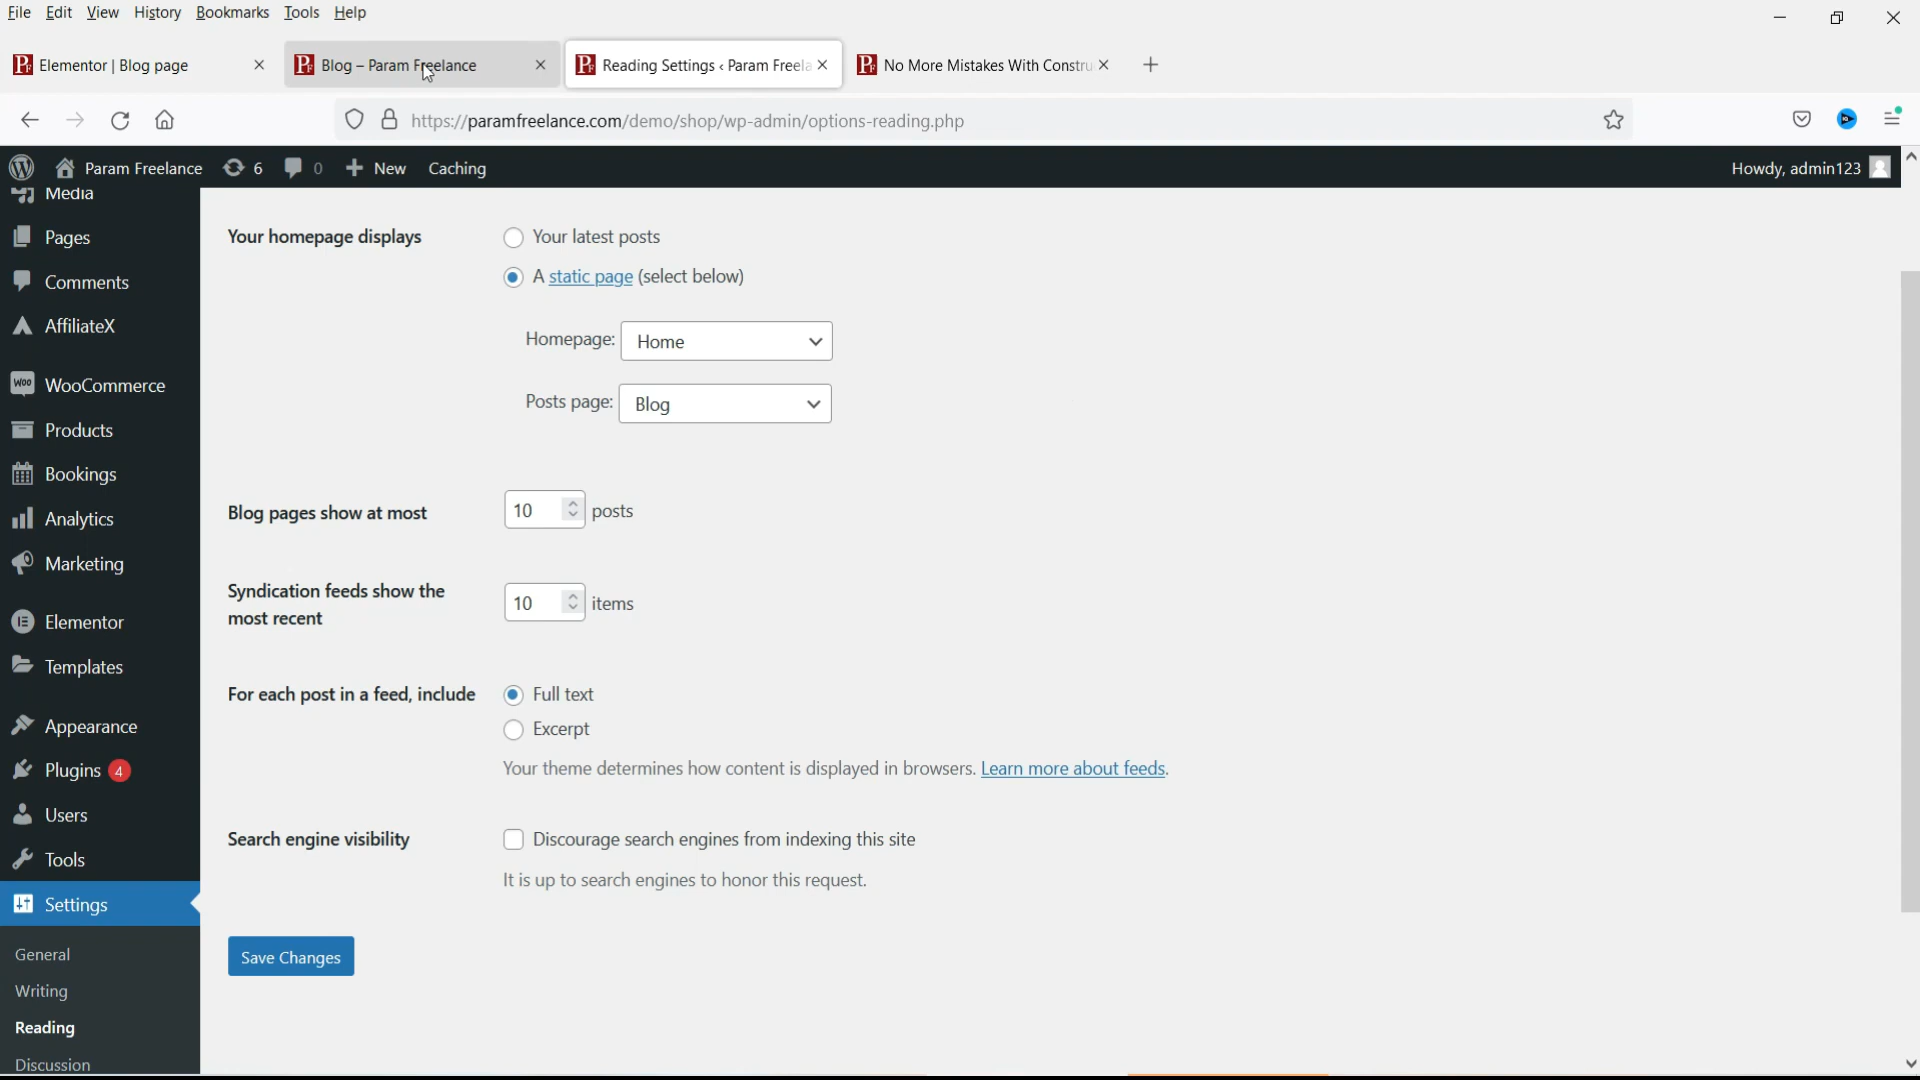 File Edit View History Bookmarks Tools Help
Elementor | Blog page
Blog – Param Freelance
Reading Settings ‹ Param Freela
No More Mistakes With Constru
https://paramfreelance.com/demo/shop/wp-admin/options-reading.php
Param Freelance 6 0 New Caching
Howdy, admin123
Media
Pages
Comments
AffiliateX
WooCommerce
Products
Bookings
Analytics
Marketing
Elementor
Templates
Appearance
Plugins 4
Users
Tools
Settings
General
Writing
Reading
Discussion
Your homepage displays
Your latest posts
A static page (select below)
Homepage: Home
Posts page: Blog
Blog pages show at most 10 posts
Syndication feeds show the
most recent
10 items
For each post in a feed, include
Full text
Excerpt
Your theme determines how content is displayed in browsers. Learn more about feeds.
Search engine visibility
Discourage search engines from indexing this site
It is up to search engines to honor this request.
Save Changes